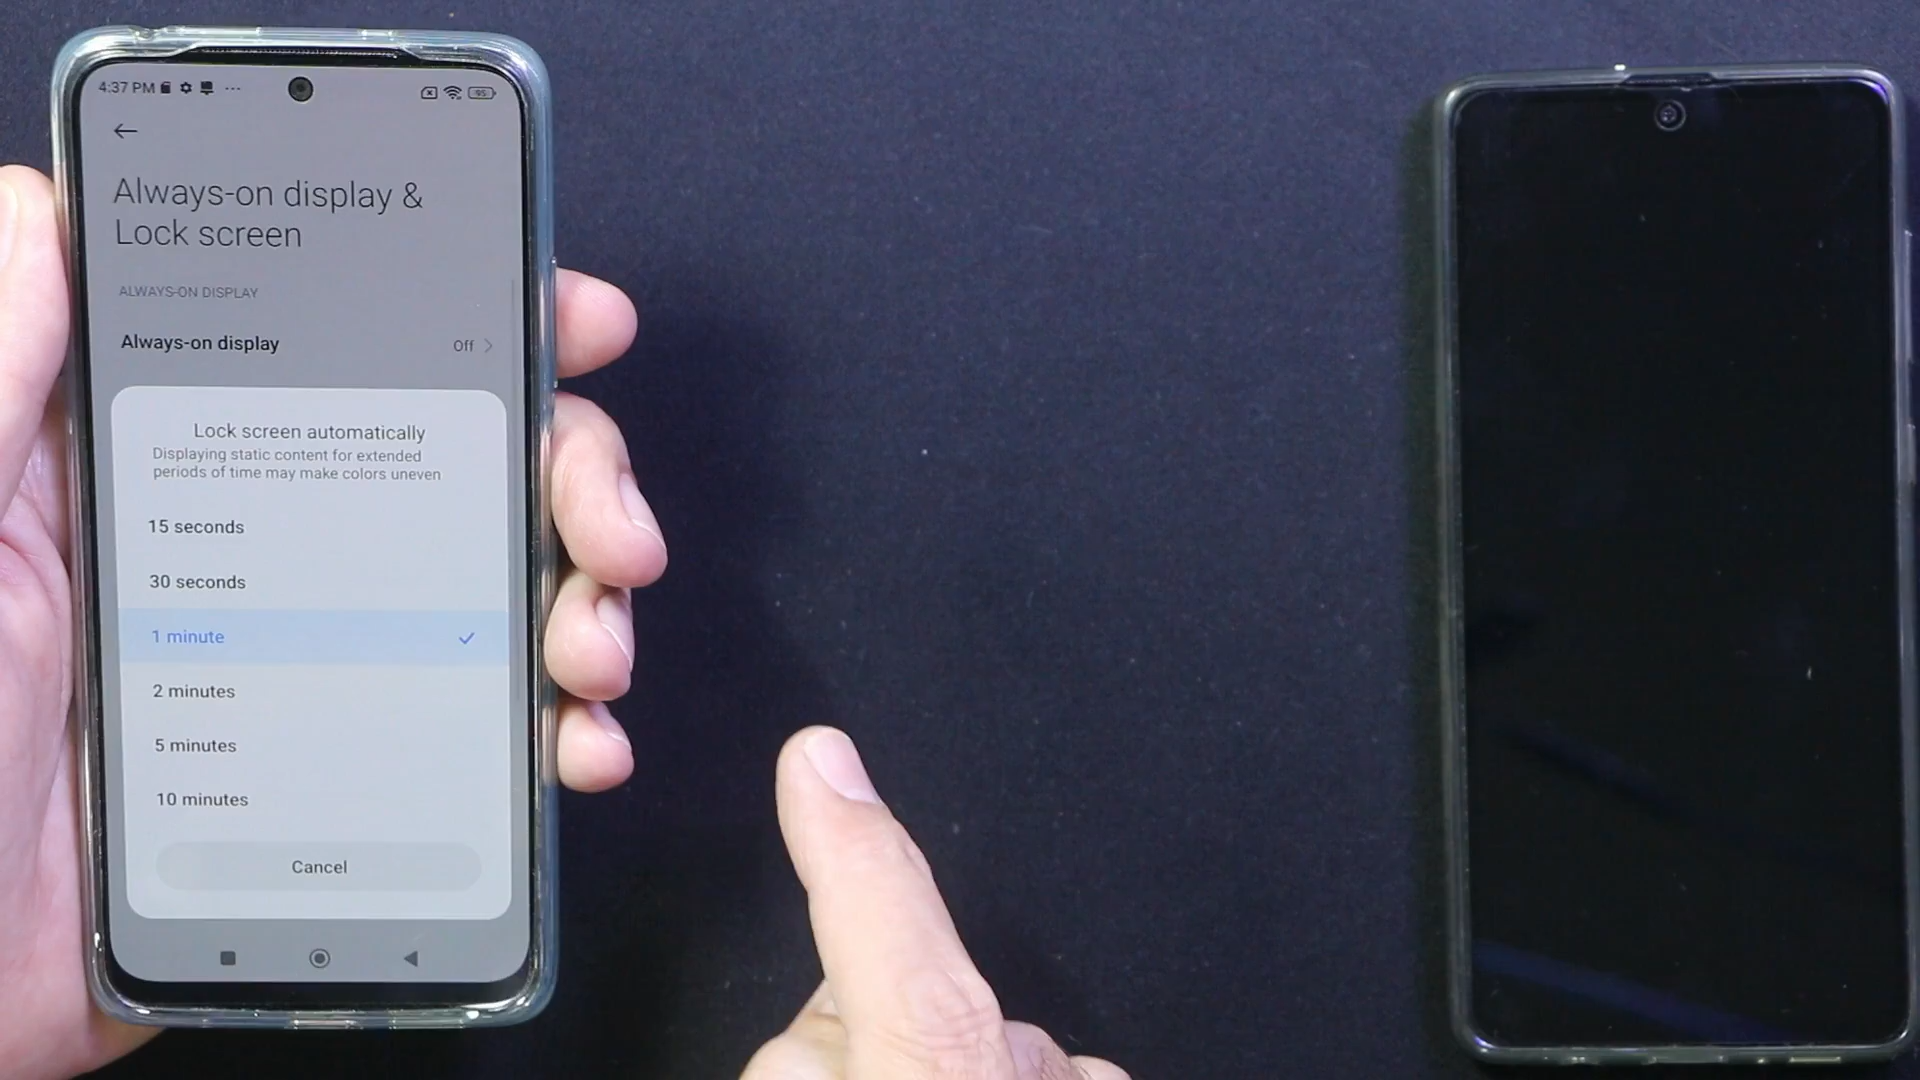 4:37 PM
95
Always-on display &
Lock screen
ALWAYS-ON DISPLAY
Always-on display
Off
Lock screen automatically
Displaying static content for extended
periods of time may make colors uneven
15 seconds
30 seconds
1 minute
2 minutes
5 minutes
10 minutes
Cancel